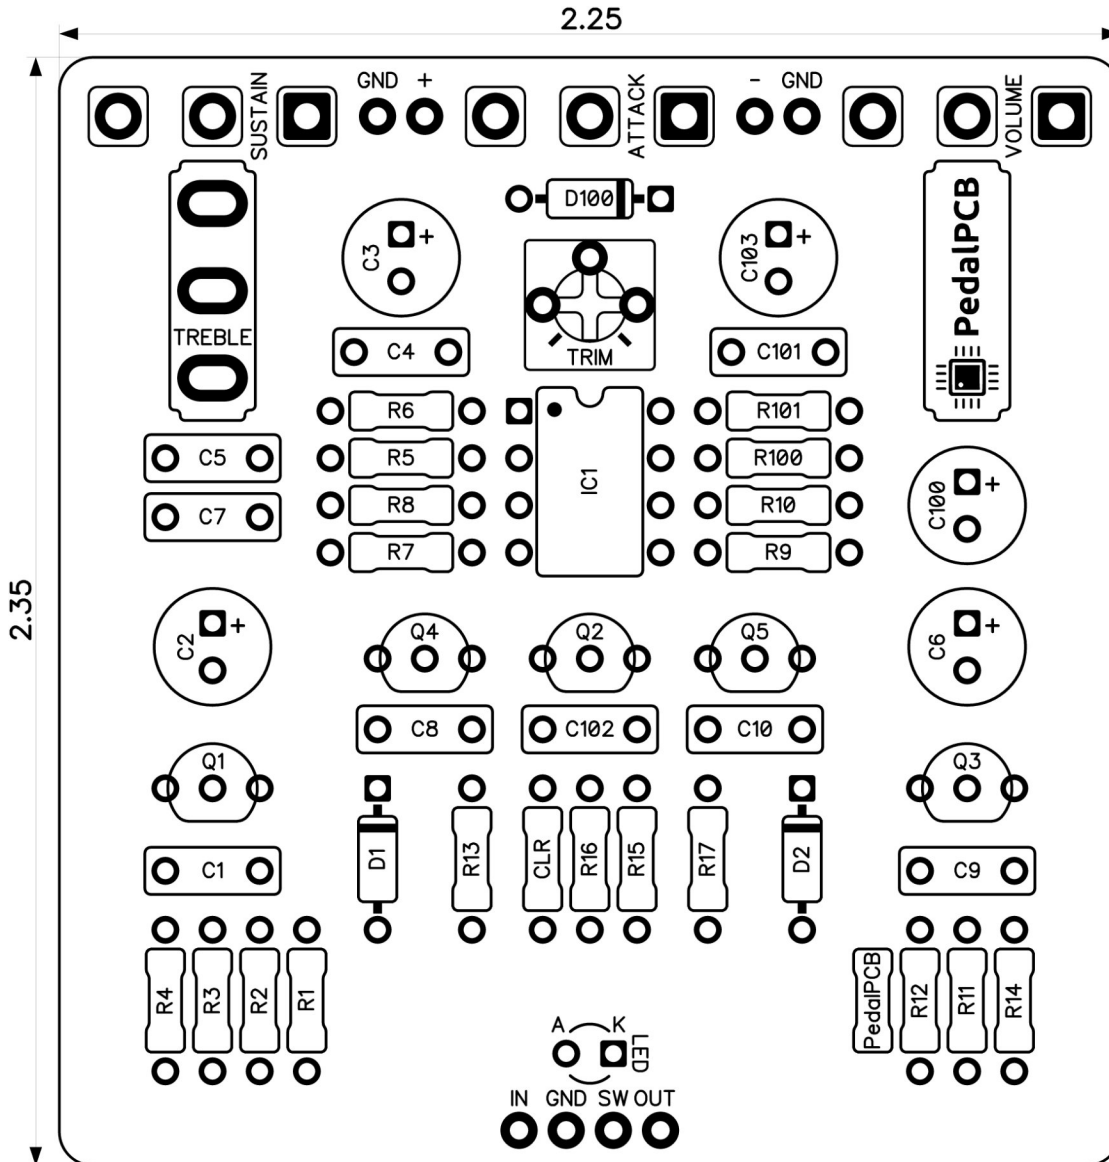 2.25
2.35
SUSTAIN
GND +
ATTACK
- GND
VOLUME
D100
C3 +
C103 +
PedalPCB
TREBLE
TRIM
C4
C101
R6
R101
C5
R5
IC1
R100
C100 +
C7
R8
R10
R7
R9
C2 +
Q4
Q2
Q5
C6 +
C8
C102
C10
Q1
Q3
C1
D1
R13
CLR
R16
R15
R17
D2
C9
R4
R3
R2
R1
PedalPCB
R12
R11
R14
A K
LED
IN GND SW OUT